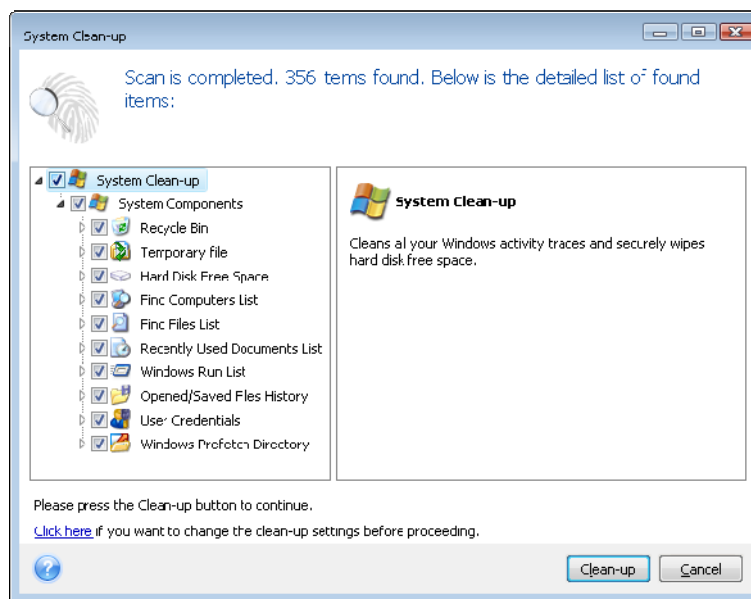 System Clean-up
Scan is completed. 356 tems found. Below is the detailed list of found
items:
System Clean-up
System Components
Recycle Bin
Temporary file
Hard Disk Free Space
Finc Computers List
Finc Files List
Recently Used Documents List
Windows Run List
Opened/Saved Files History
User Credentials
Windows Prefetch Directory
System Clean-up
Cleans al your Windows activity traces and securely wipes
hard disk free space.
Please press the Clean-up button to continue.
Click here if you want to change the clean-up settings before proceeding.
?
Clean-up
Cancel